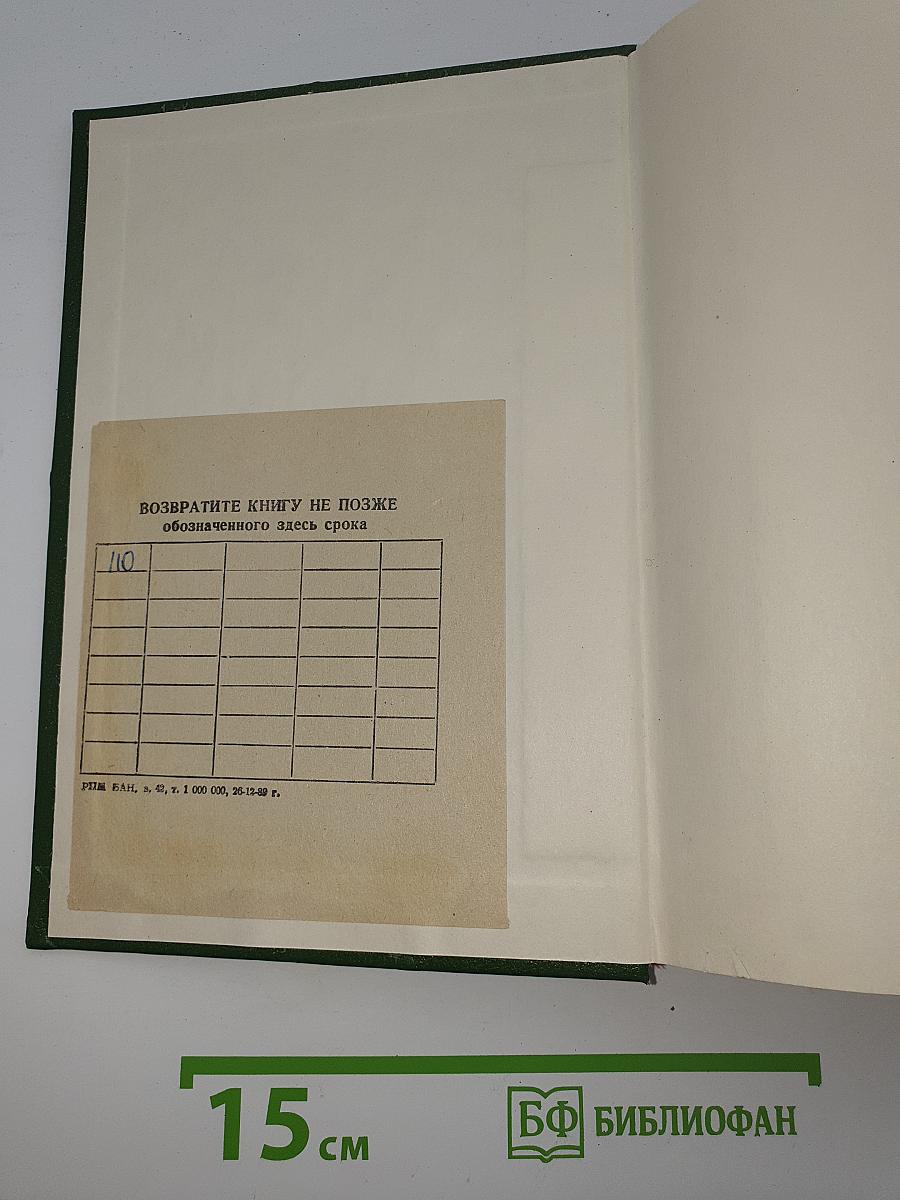 ВОЗВРАТИТЕ КНИГУ НЕ ПОЗЖЕ
обозначенного здесь срока
110
БАН, з. 42, т. 1 000 000, 26-12-89 г.
15 см
БФ БИБЛИОФАН